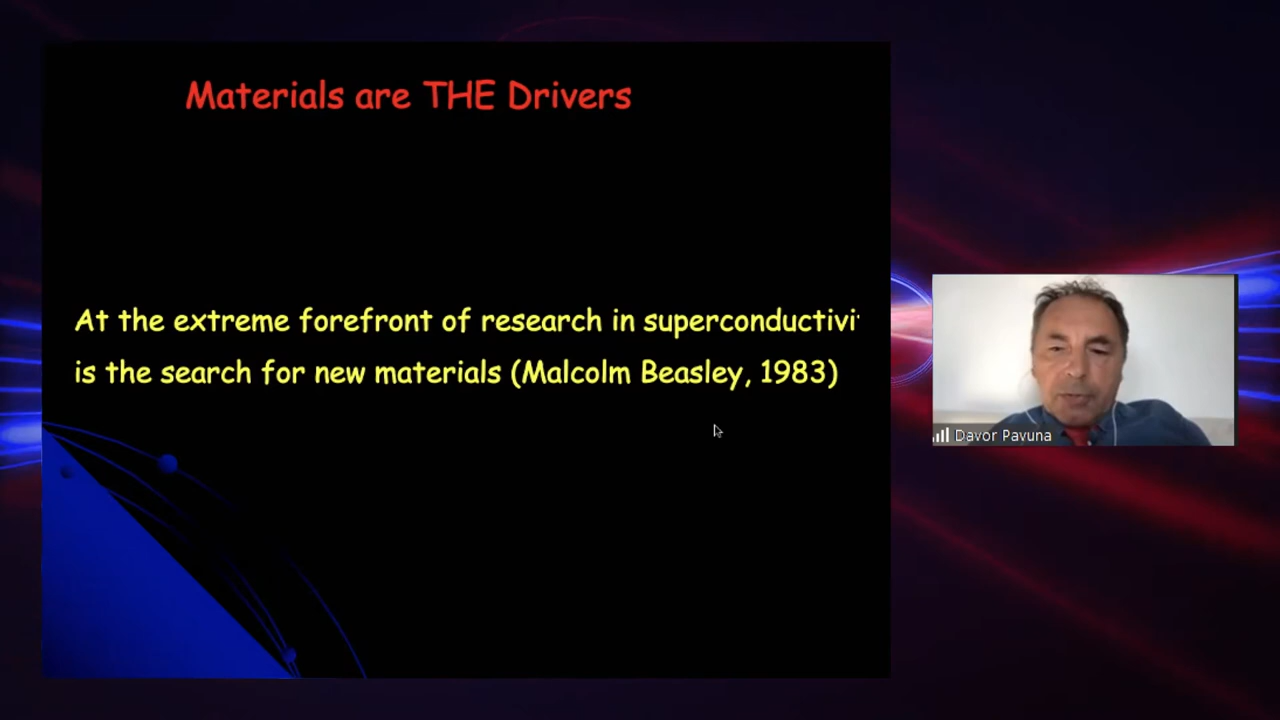 Materials are THE Drivers
At the extreme forefront of research in superconductivi
is the search for new materials (Malcolm Beasley, 1983)
Davor Pavuna